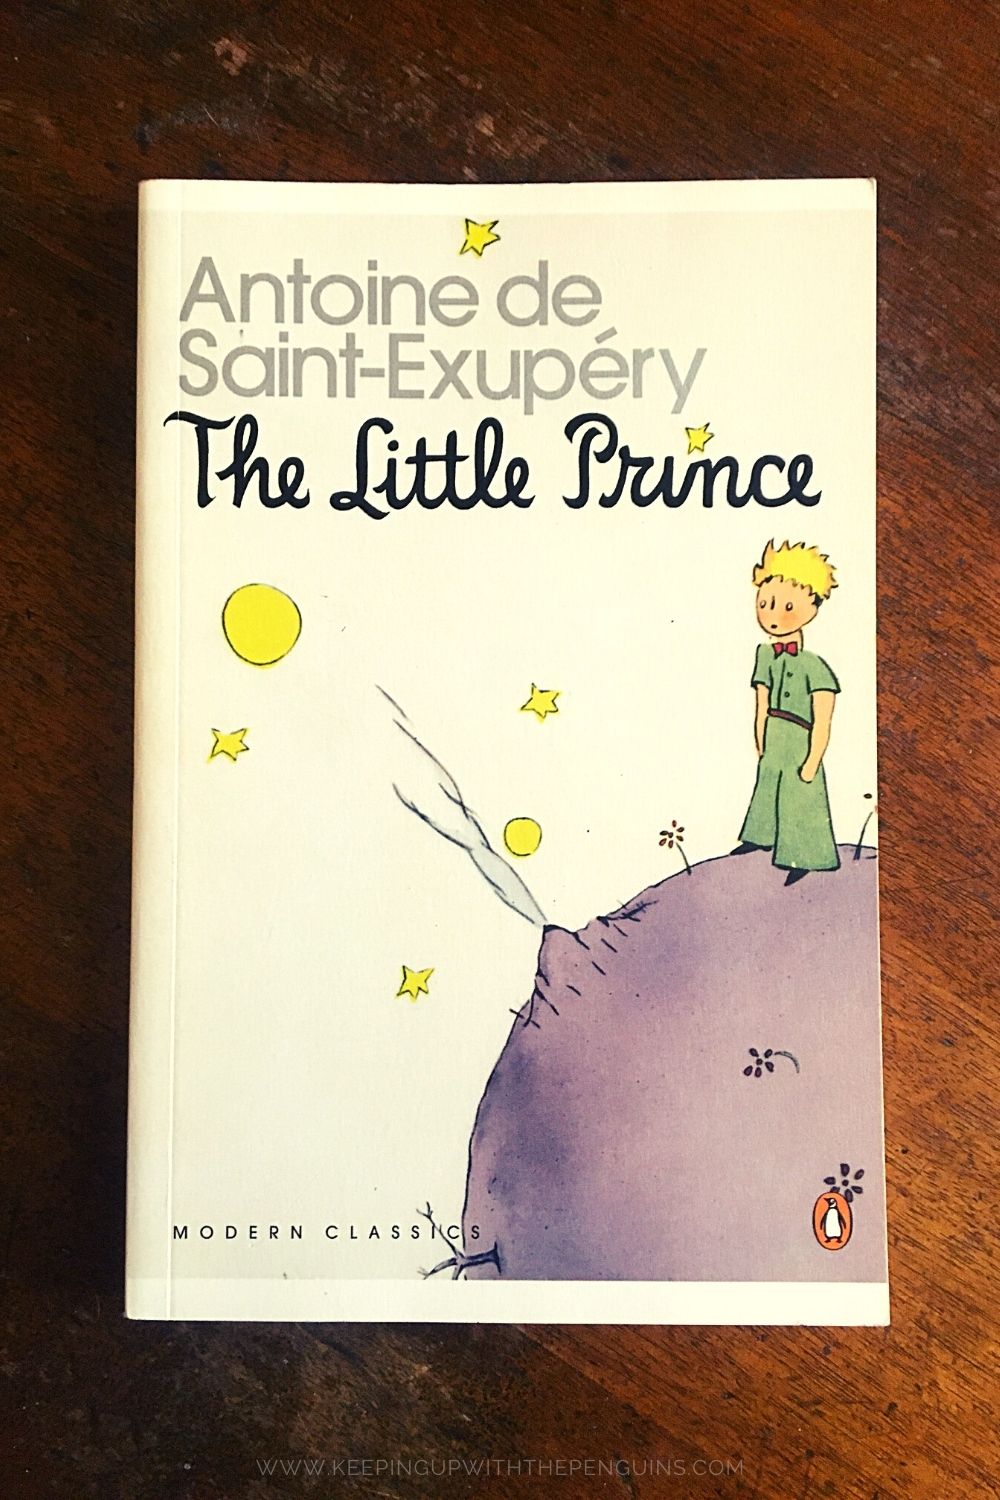 Antoine de
Saint-Exupéry
The Little Prince
MODERN CLASSICS
WWW.KEEPINGUPWITHTHEPENGUINS.COM